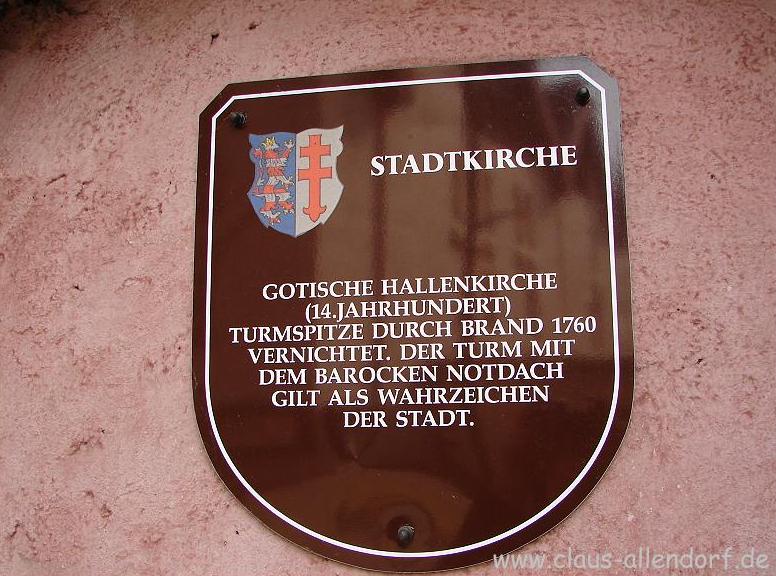 STADTKIRCHE
GOTISCHE HALLENKIRCHE
(14.JAHRHUNDERT)
TURMSPITZE DURCH BRAND 1760
VERNICHTET. DER TURM MIT
DEM BAROCKEN NOTDACH
GILT ALS WAHRZEICHEN
DER STADT.
www.claus-allendorf.de